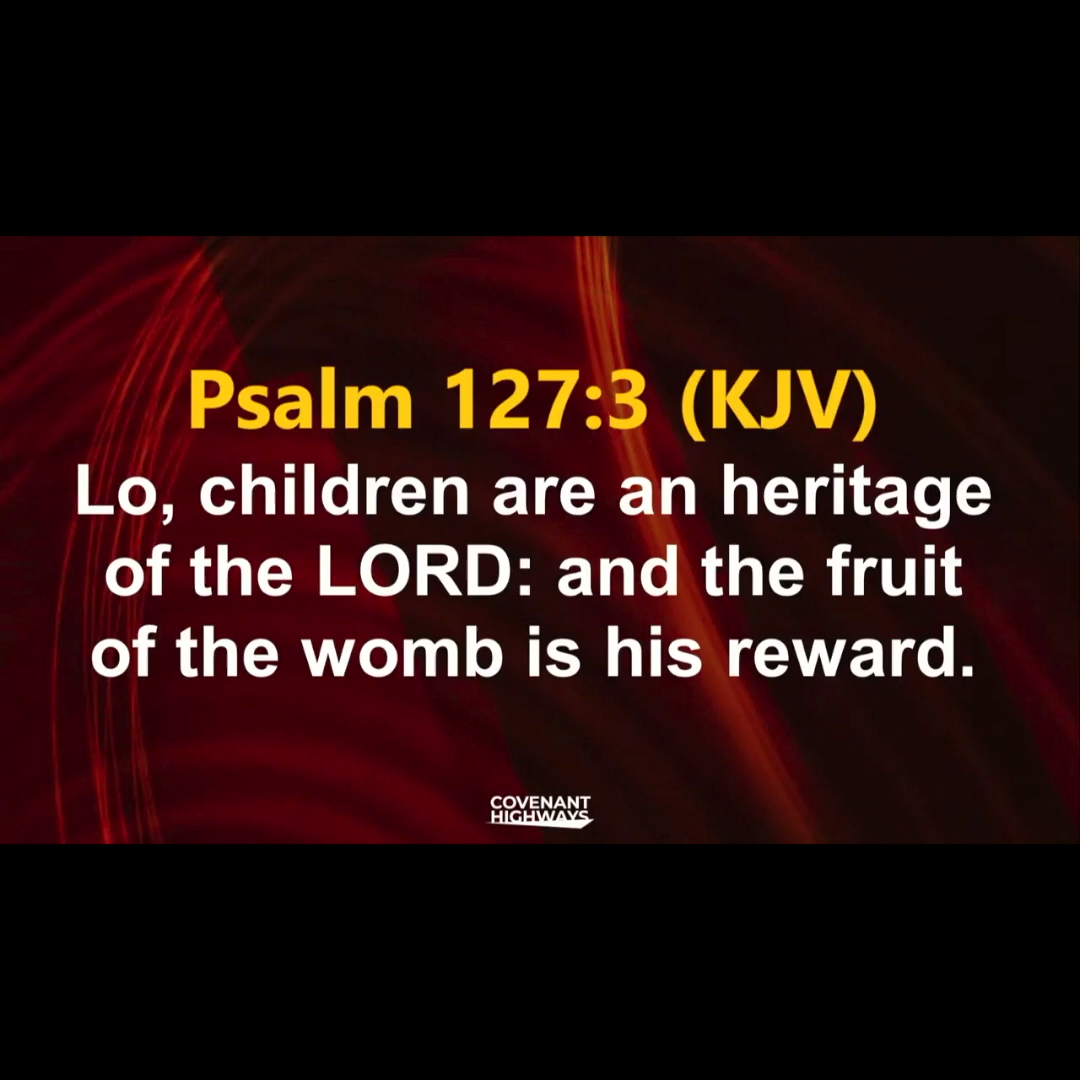 Psalm 127:3 (KJV)
Lo, children are an heritage
of the LORD: and the fruit
of the womb is his reward.
COVENANT
HIGHWAYS